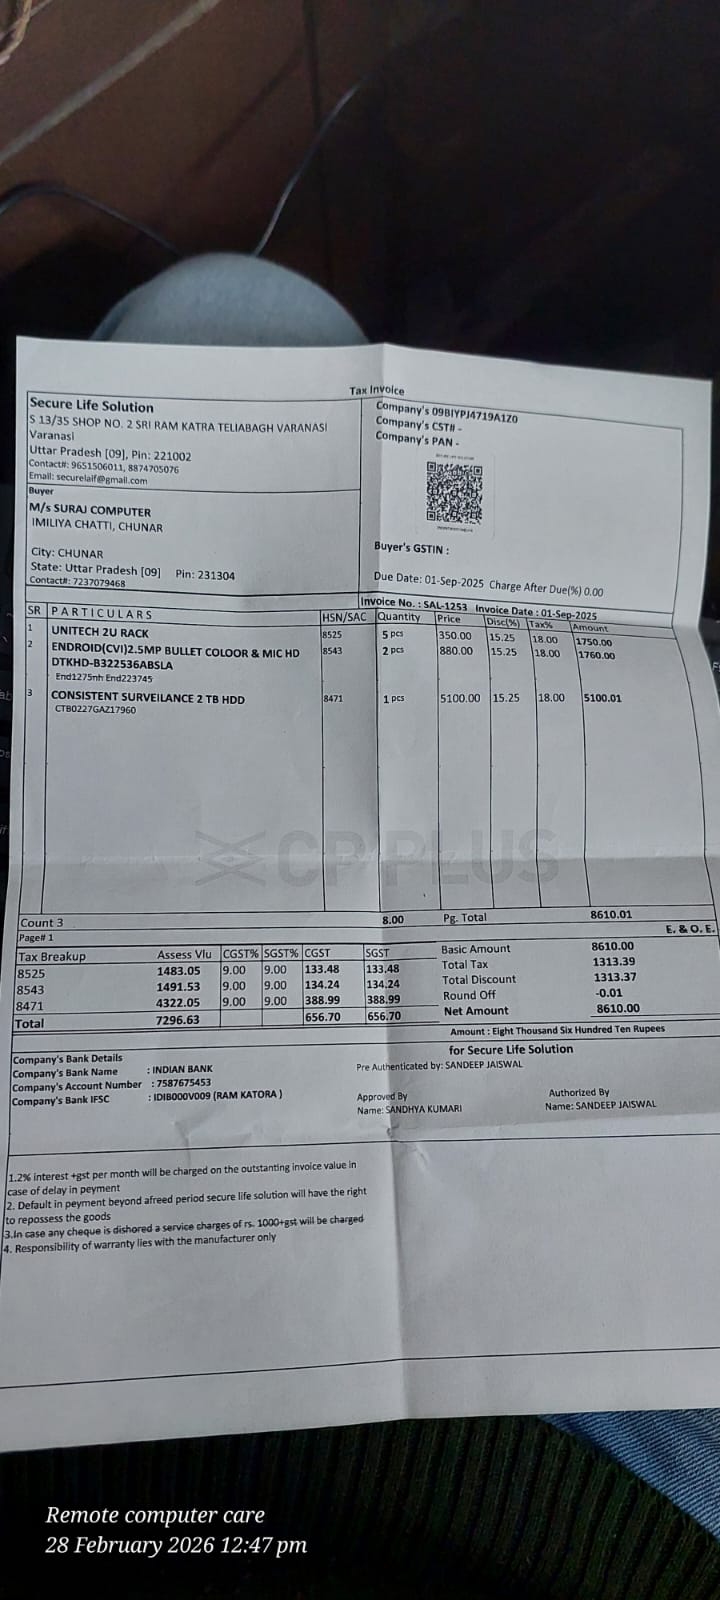 Tax Invoice
Secure Life Solution
S 13/35 SHOP NO. 2 SRI RAM KATRA TELIABAGH VARANASI
Varanasi
Uttar Pradesh [09], Pin: 221002
Contact#: 9651506011, 8874705076
Email: securelaif@gmail.com
Company's 09BIYPJ4719A1Z0
Company's CST# -
Company's PAN -
Buyer
M/s SURAJ COMPUTER
IMILIYA CHATTI, CHUNAR
City: CHUNAR
State: Uttar Pradesh [09] Pin: 231304
Contact#: 7237079468
Buyer's GSTIN :
Due Date: 01-Sep-2025 Charge After Due(%) 0.00
Invoice No. : SAL-1253 Invoice Date : 01-Sep-2025
SR PARTICULARS HSN/SAC Quantity Price Disc(%) Tax% Amount
1 UNITECH 2U RACK 8525 5 pcs 350.00 15.25 18.00 1750.00
2 ENDROID(CVI)2.5MP BULLET COLOOR & MIC HD 8543 2 pcs 880.00 15.25 18.00 1760.00
DTKHD-B322536ABSLA
End1275nh End223745
3 CONSISTENT SURVEILANCE 2 TB HDD 8471 1 pcs 5100.00 15.25 18.00 5100.01
CTB0227GAZ17960
CP PLUS
Count 3 8.00 Pg. Total 8610.01
Page# 1 E. & O. E.
Tax Breakup Assess Vlu CGST% SGST% CGST SGST
8525 1483.05 9.00 9.00 133.48 133.48
8543 1491.53 9.00 9.00 134.24 134.24
8471 4322.05 9.00 9.00 388.99 388.99
Total 7296.63 656.70 656.70
Basic Amount 8610.00
Total Tax 1313.39
Total Discount 1313.37
Round Off -0.01
Net Amount 8610.00
Amount : Eight Thousand Six Hundred Ten Rupees
Company's Bank Details
Company's Bank Name : INDIAN BANK
Company's Account Number : 7587675453
Company's Bank IFSC : IDIB000V009 (RAM KATORA )
for Secure Life Solution
Pre Authenticated by: SANDEEP JAISWAL
Approved By
Name: SANDHYA KUMARI
Authorized By
Name: SANDEEP JAISWAL
1.2% interest +gst per month will be charged on the outstanding invoice value in
case of delay in peyment
2. Default in peyment beyond afreed period secure life solution will have the right
to repossess the goods
3.In case any cheque is dishored a service charges of rs. 1000+gst will be charged
4. Responsibility of warranty lies with the manufacturer only
Remote computer care
28 February 2026 12:47 pm